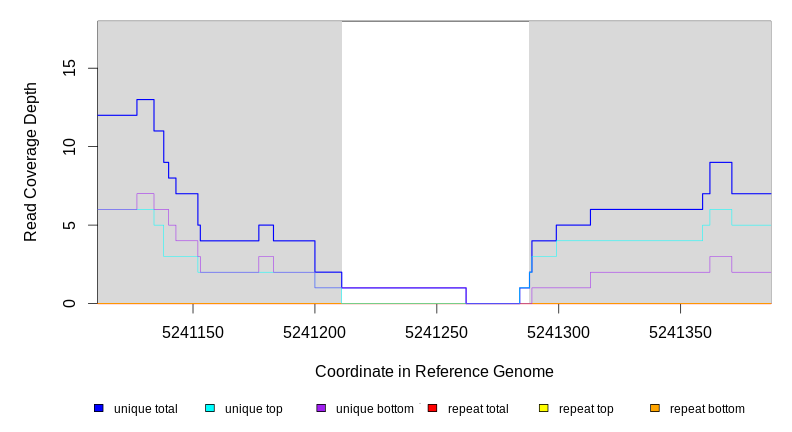 Read Coverage Depth
15
10
5
0
5241150 5241200 5241250 5241300 5241350
Coordinate in Reference Genome
unique total unique top unique bottom repeat total repeat top repeat bottom